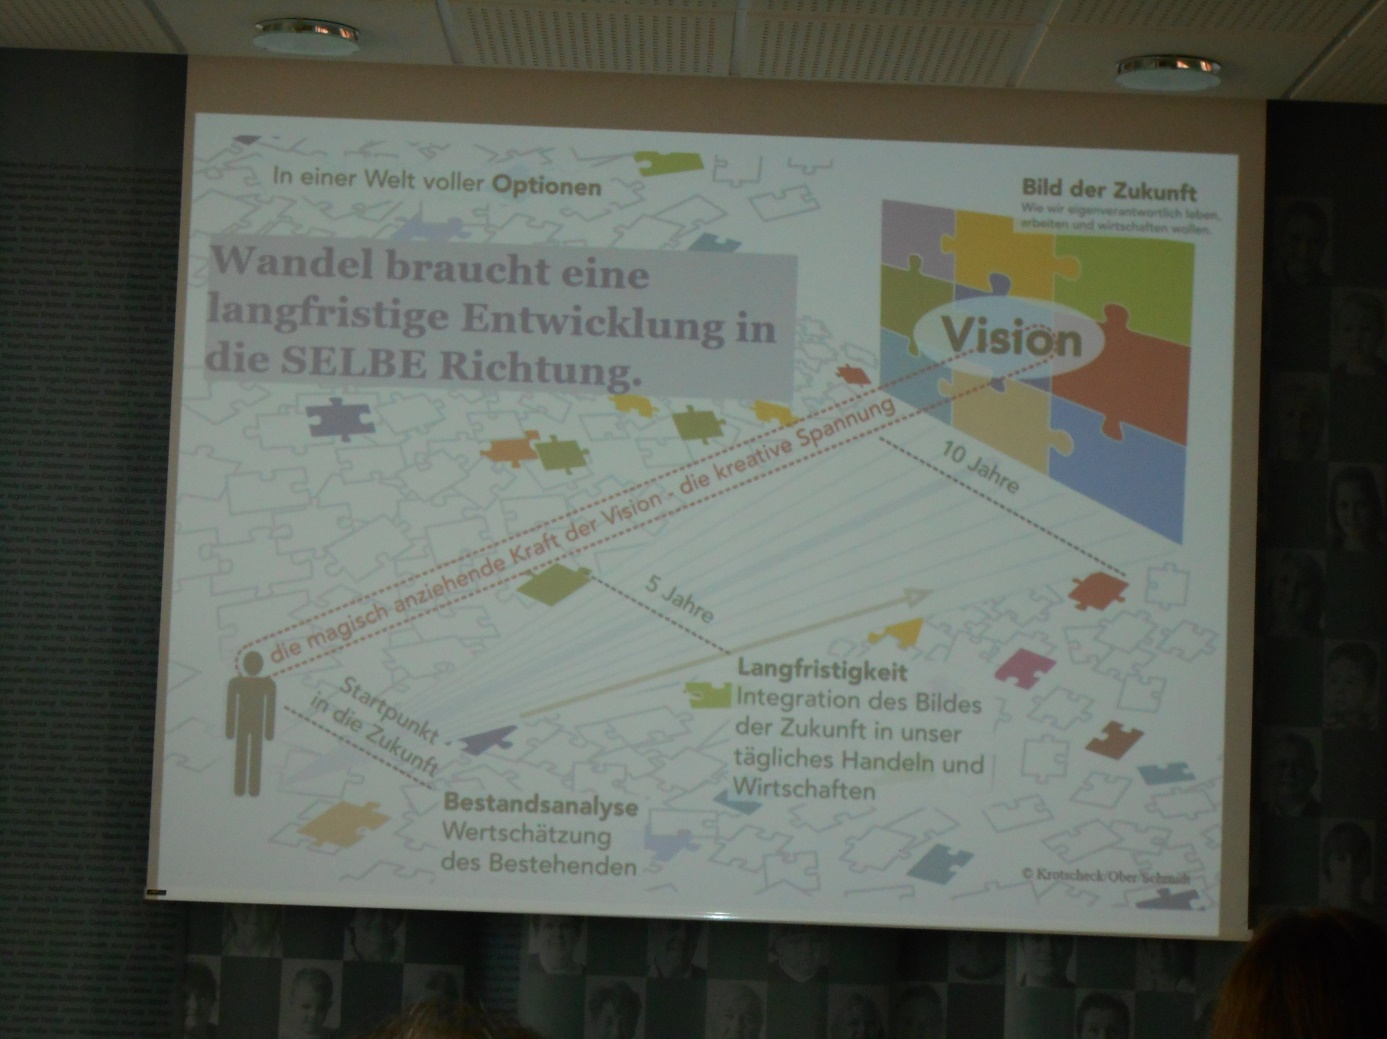 In einer Welt voller Optionen
Bild der Zukunft
Wie wir eigenverantwortlich leben,
arbeiten und wirtschaften wollen.
Wandel braucht eine
langfristige Entwicklung in
die SELBE Richtung.
Vision
die magisch anziehende Kraft der Vision - die kreative Spannung
10 Jahre
5 Jahre
Startpunkt
in die Zukunft
Langfristigkeit
Integration des Bildes
der Zukunft in unser
tägliches Handeln und
Wirtschaften
Bestandsanalyse
Wertschätzung
des Bestehenden
© Krotscheck/Ober/Schmidt